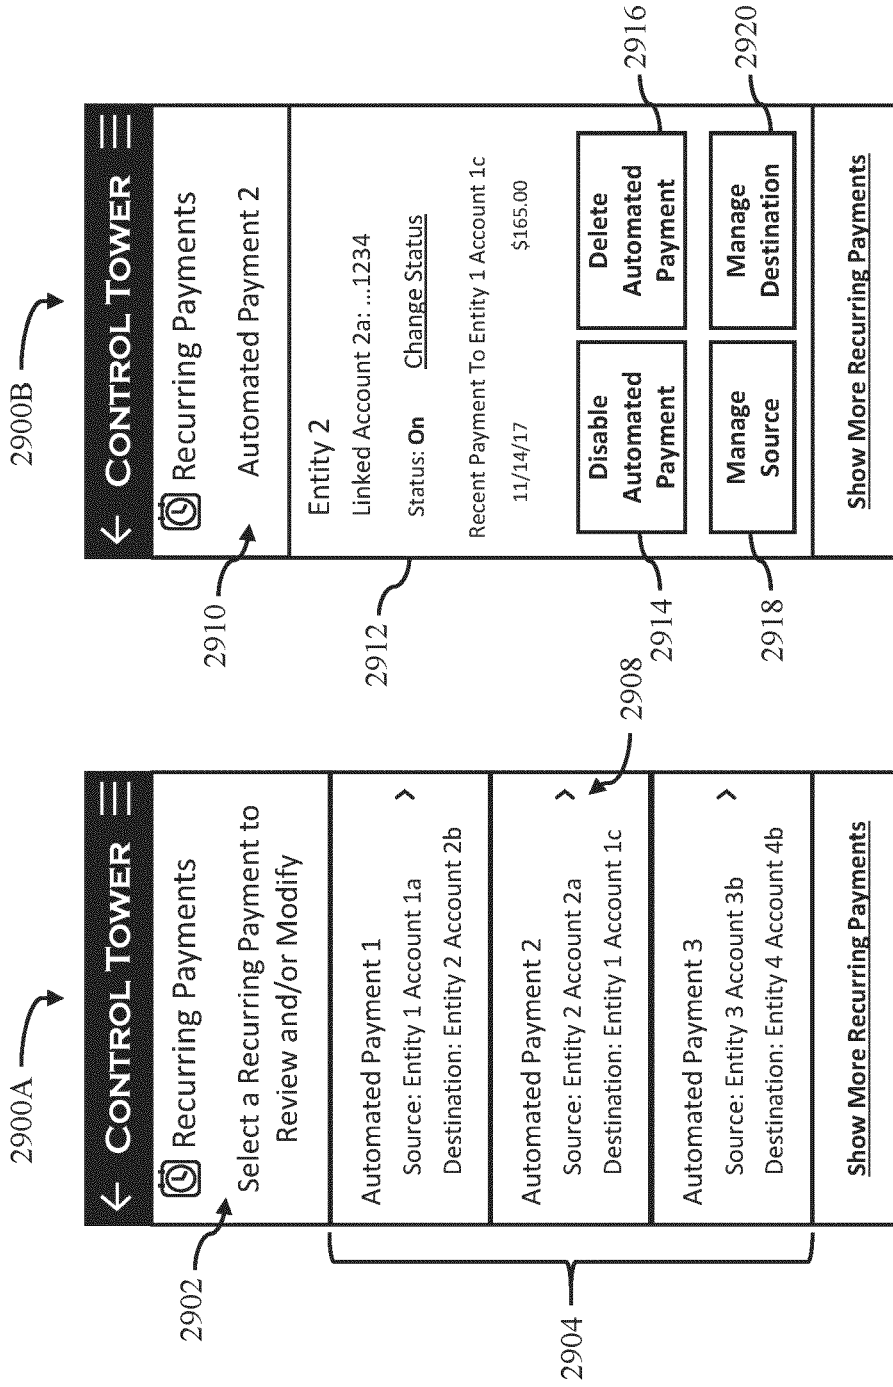 2900A
← CONTROL TOWER
Recurring Payments
2902
Select a Recurring Payment to
Review and/or Modify
2904
Automated Payment 1
Source: Entity 1 Account 1a
Destination: Entity 2 Account 2b
>
Automated Payment 2
Source: Entity 2 Account 2a
Destination: Entity 1 Account 1c
>
2908
Automated Payment 3
Source: Entity 3 Account 3b
Destination: Entity 4 Account 4b
>
Show More Recurring Payments
2900B
← CONTROL TOWER
Recurring Payments
2910
Automated Payment 2
2912
Entity 2
Linked Account 2a: ...1234
Status: On Change Status
Recent Payment To Entity 1 Account 1c
11/14/17 $165.00
2914
Disable
Automated
Payment
2916
Delete
Automated
Payment
2918
Manage
Source
2920
Manage
Destination
Show More Recurring Payments